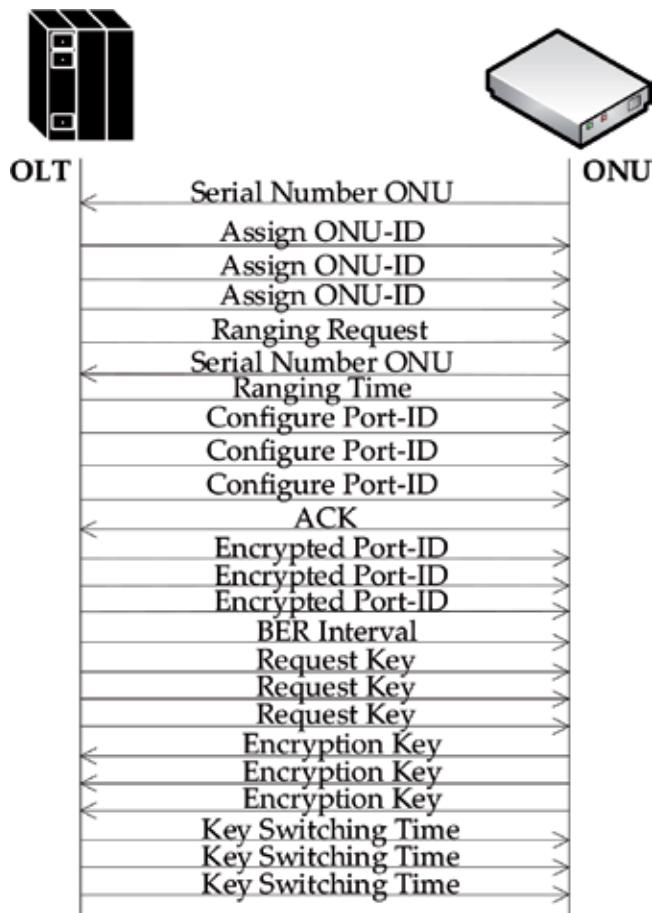 OLT
ONU
Serial Number ONU
Assign ONU-ID
Assign ONU-ID
Assign ONU-ID
Ranging Request
Serial Number ONU
Ranging Time
Configure Port-ID
Configure Port-ID
Configure Port-ID
ACK
Encrypted Port-ID
Encrypted Port-ID
Encrypted Port-ID
BER Interval
Request Key
Request Key
Request Key
Encryption Key
Encryption Key
Encryption Key
Key Switching Time
Key Switching Time
Key Switching Time